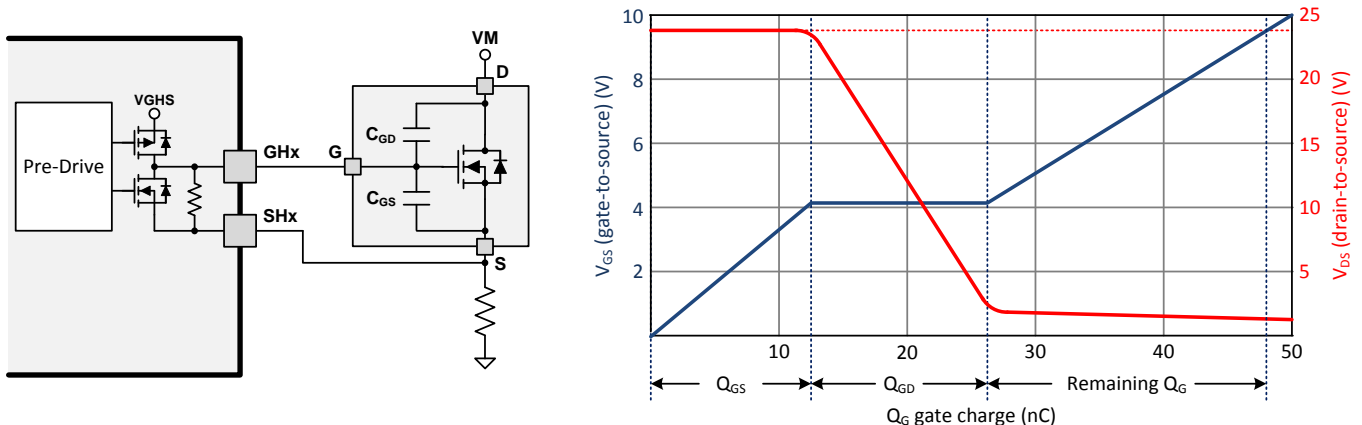 VM
D
VGHS
Pre-Drive
GHx
G
CGD
CGS
SHx
S
VGS (gate-to-source) (V)
10
8
6
4
2
25
20
15
10
5
VDS (drain-to-source) (V)
10
20
30
40
50
QGS
QGD
Remaining QG
QG gate charge (nC)